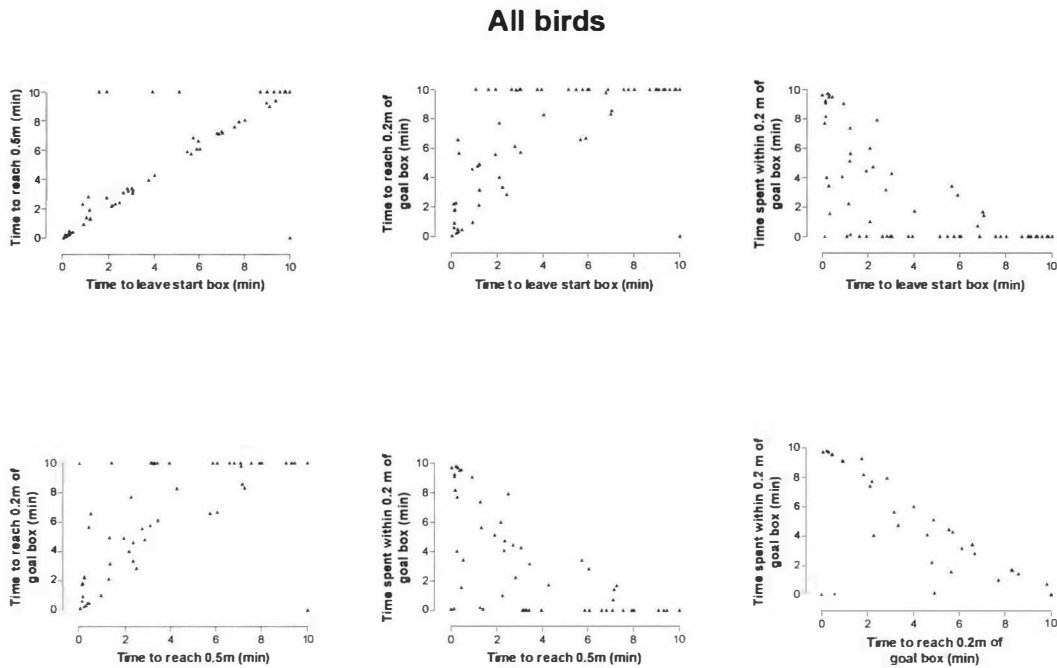 All birds
Time to reach 0.5m (min)
10
8
6
4
2
0
0 2 4 6 8 10
Time to leave start box (min)
Time to reach 0.2m of
goal box (min)
10
8
6
4
2
0
0 2 4 6 8 10
Time to leave start box (min)
Time spent within 0.2 m of
goal box (min)
10
8
6
4
2
0
0 2 4 6 8 10
Time to leave start box (min)
Time to reach 0.2m of
goal box (min)
10
8
6
4
2
0
0 2 4 6 8 10
Time to reach 0.5m (min)
Time spent within 0.2 m of
goal box (min)
10
8
6
4
2
0
0 2 4 6 8 10
Time to reach 0.5m (min)
Time spent within 0.2 m of
goal box (min)
10
8
6
4
2
0
0 2 4 6 8 10
Time to reach 0.2m of
goal box (min)